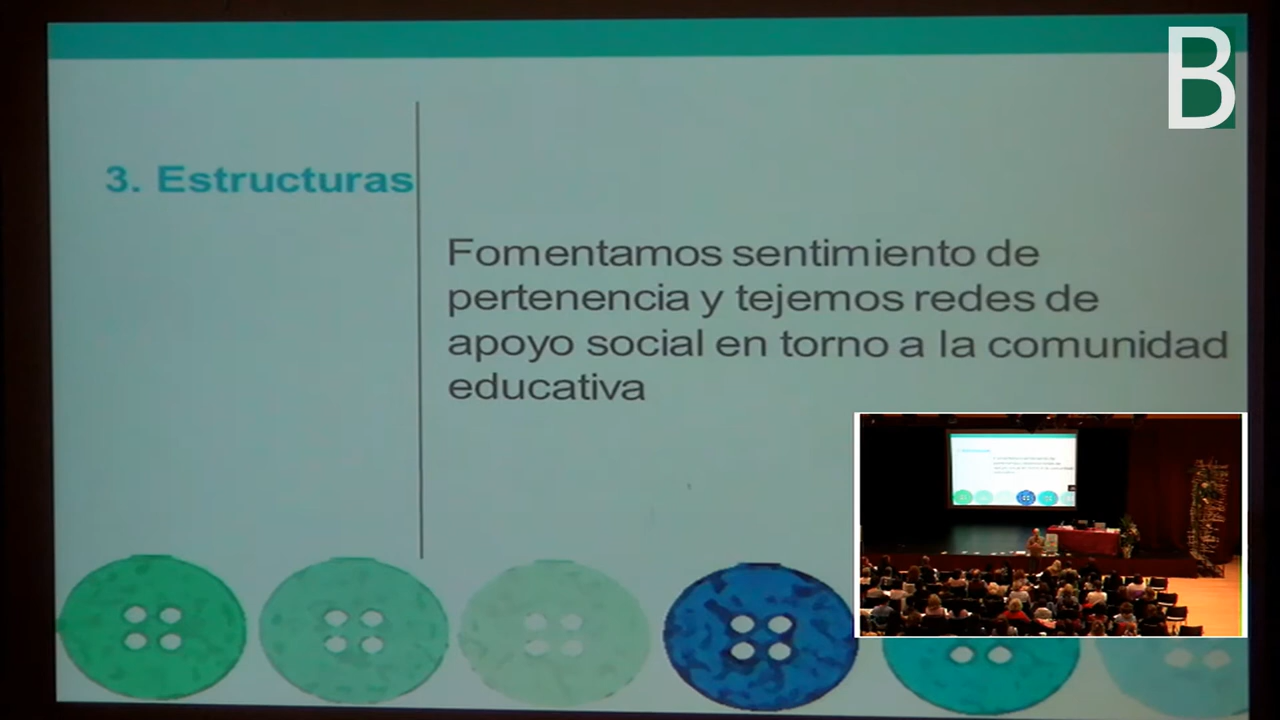 B
3. Estructuras
Fomentamos sentimiento de
pertenencia y tejemos redes de
apoyo social en torno a la comunidad
educativa